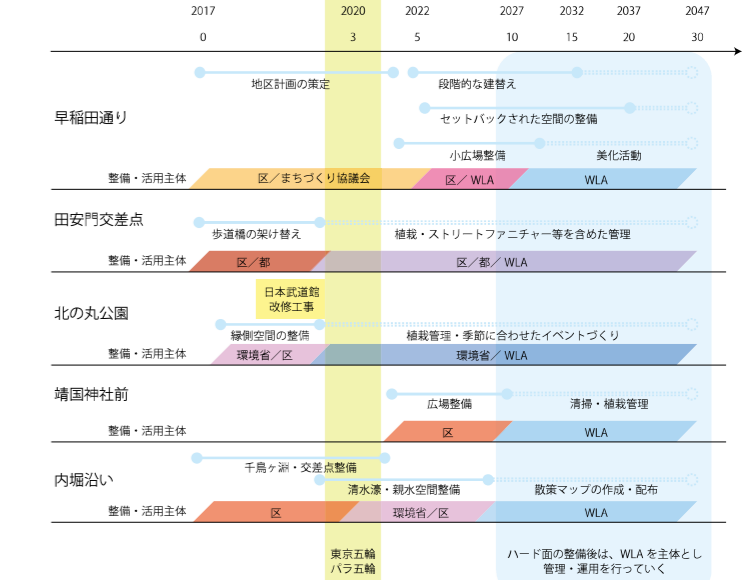 2017 2020 2022 2027 2032 2037 2047
0 3 5 10 15 20 30
地区計画の策定 段階的な建替え
早稲田通り
セットバックされた空間の整備
小広場整備 美化活動
整備・活用主体 区／まちづくり協議会 区／WLA WLA
田安門交差点
歩道橋の架け替え 植栽・ストリートファニチャー等を含めた管理
整備・活用主体 区／都 区／都／WLA
日本武道館
改修工事
北の丸公園
縁側空間の整備 植栽管理・季節に合わせたイベントづくり
整備・活用主体 環境省／区 環境省／WLA
靖国神社前
広場整備 清掃・植栽管理
整備・活用主体 区 WLA
千鳥ヶ淵・交差点整備
内堀沿い
清水濠・親水空間整備 散策マップの作成・配布
整備・活用主体 区 環境省／区 WLA
東京五輪
パラ五輪
ハード面の整備後は、WLAを主体とし
管理・運用を行っていく